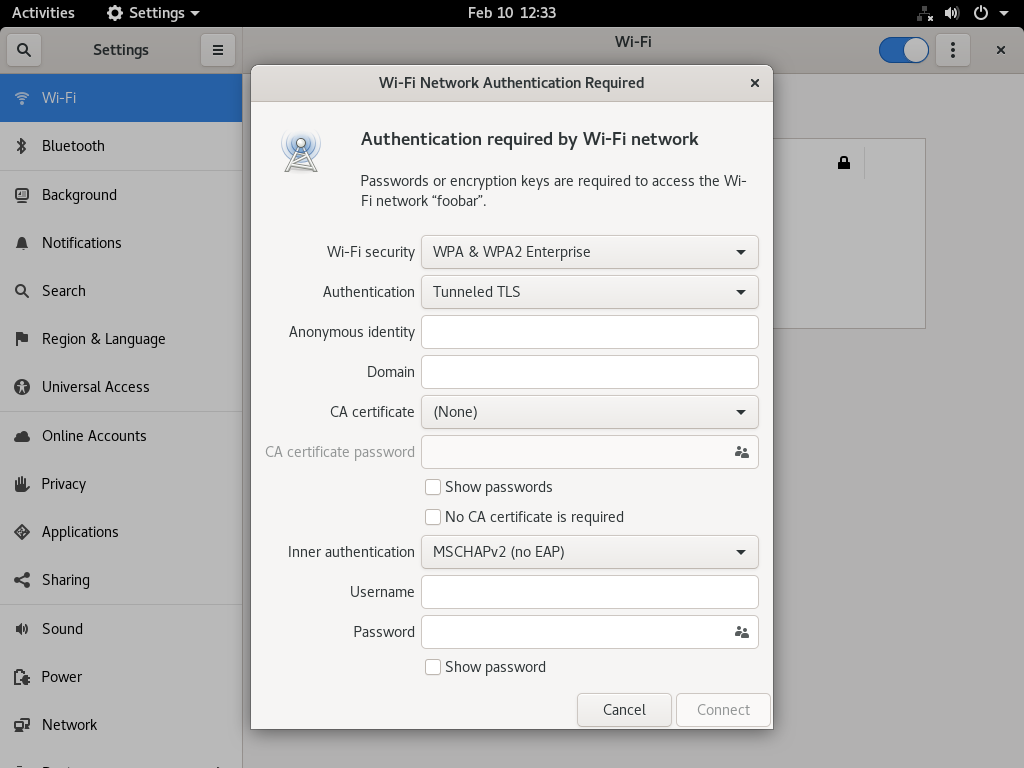 Activities
Settings
Feb 10 12:33
Settings
Wi-Fi
Wi-Fi
Bluetooth
Background
Notifications
Search
Region & Language
Universal Access
Online Accounts
Privacy
Applications
Sharing
Sound
Power
Network
Wi-Fi Network Authentication Required
Authentication required by Wi-Fi network
Passwords or encryption keys are required to access the Wi-
Fi network “foobar”.
Wi-Fi security WPA & WPA2 Enterprise
Authentication Tunneled TLS
Anonymous identity
Domain
CA certificate (None)
CA certificate password
Show passwords
No CA certificate is required
Inner authentication MSCHAPv2 (no EAP)
Username
Password
Show password
Cancel Connect